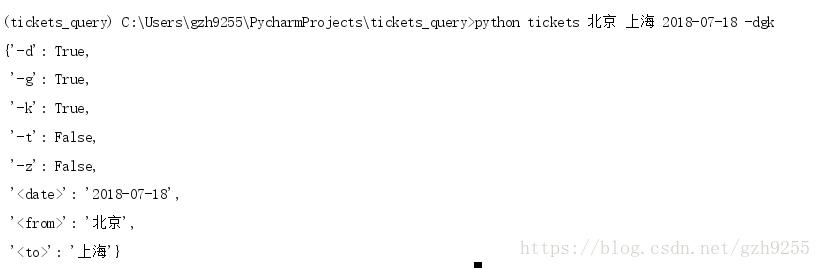 (tickets_query) C:\Users\gzh9255\PycharmProjects\tickets_query>python tickets 北京 上海 2018-07-18 -dgk
{'-d': True,
 '-g': True,
 '-k': True,
 '-t': False,
 '-z': False,
 '<date>': '2018-07-18',
 '<from>': '北京',
 '<to>': '上海'}
https://blog.csdn.net/gzh9255